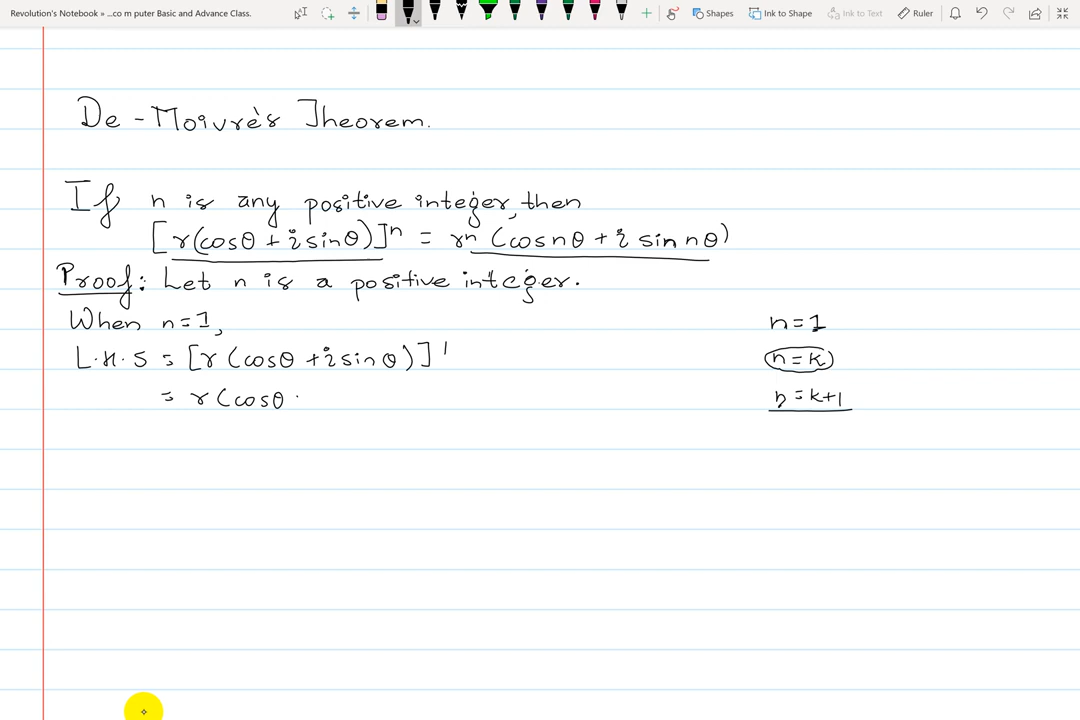 Revolution's Notebook » ...co m puter Basic and Advance Class.
Shapes
Ink to Shape
Ink to Text
Ruler
De-Moivre's Theorem.
If n is any positive integer, then
[r(cosθ + i sinθ)]ⁿ = rⁿ (cosnθ + i sin nθ)
Proof: Let n is a positive integer.
When n=1,
n=1
L.H.S = [r (cosθ + i sinθ)]¹
n=k
= r (cosθ
n=k+1